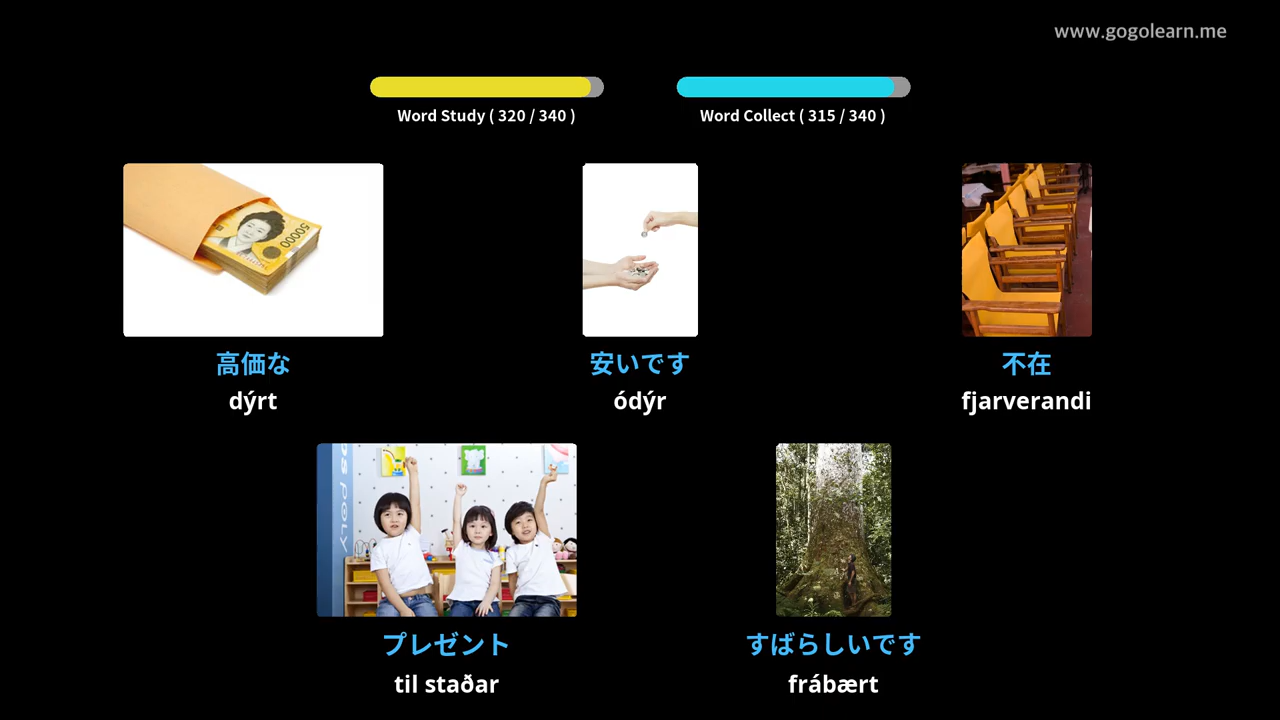 www.gogolearn.me
Word Study ( 320 / 340 )
Word Collect ( 315 / 340 )
50000
高価な
安いです
不在
dýrt
ódýr
fjarverandi
プレゼント
すばらしいです
til staðar
frábært